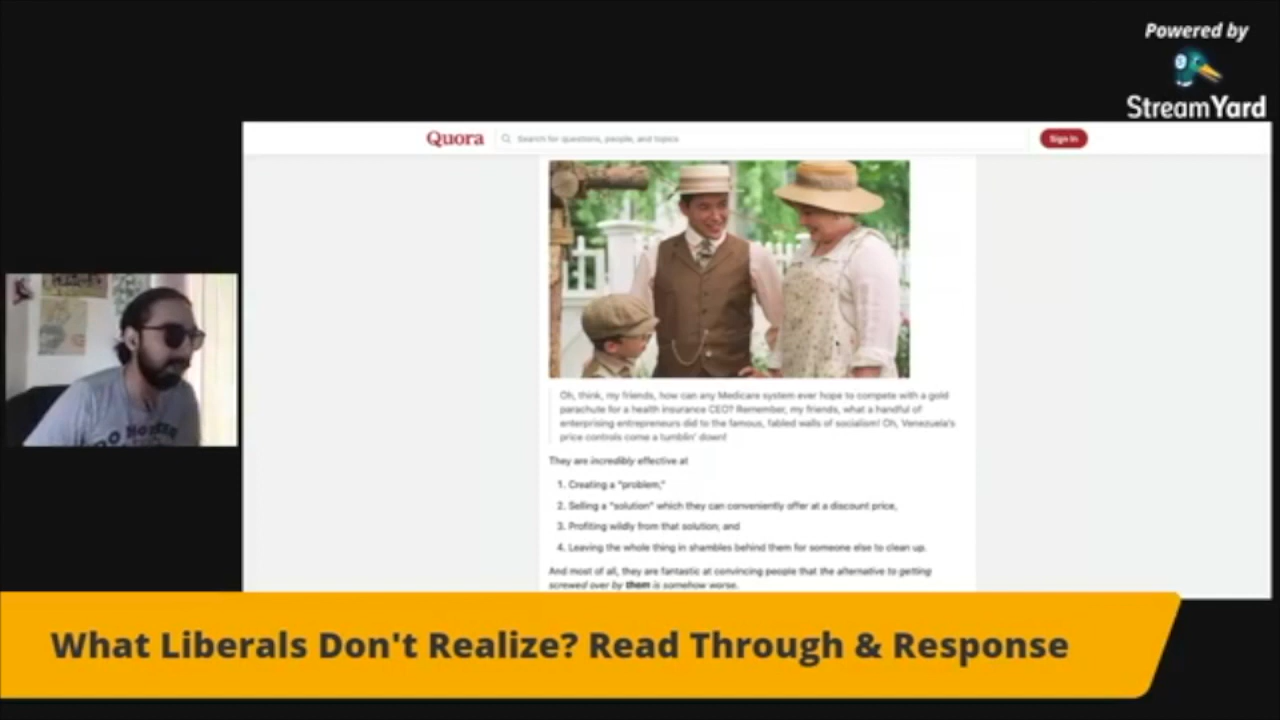 Powered by
StreamYard
Quora
Search for questions, people, and topics
Sign In
Oh, think, my friends, how can any Medicare system ever hope to compete with a gold
parachute for a health insurance CEO? Remember, my friends, what a handful of
enterprising entrepreneurs did to the famous, fabled walls of socialism! Oh, Venezuela's
price controls come a tumblin' down!
They are incredibly effective at
1. Creating a "problem,"
2. Selling a "solution" which they can conveniently offer at a discount price,
3. Profiting wildly from that solution; and
4. Leaving the whole thing in shambles behind them for someone else to clean up.
And most of all, they are fantastic at convincing people that the alternative to getting
screwed over by them is somehow worse.
What Liberals Don't Realize? Read Through & Response